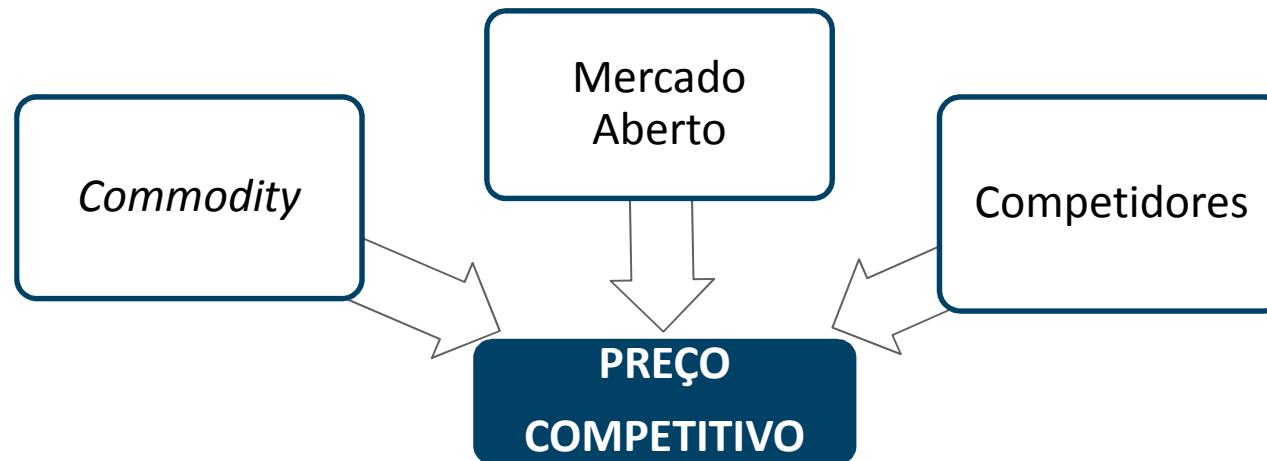 Commodity
Mercado
Aberto
Competidores
PREÇO
COMPETITIVO